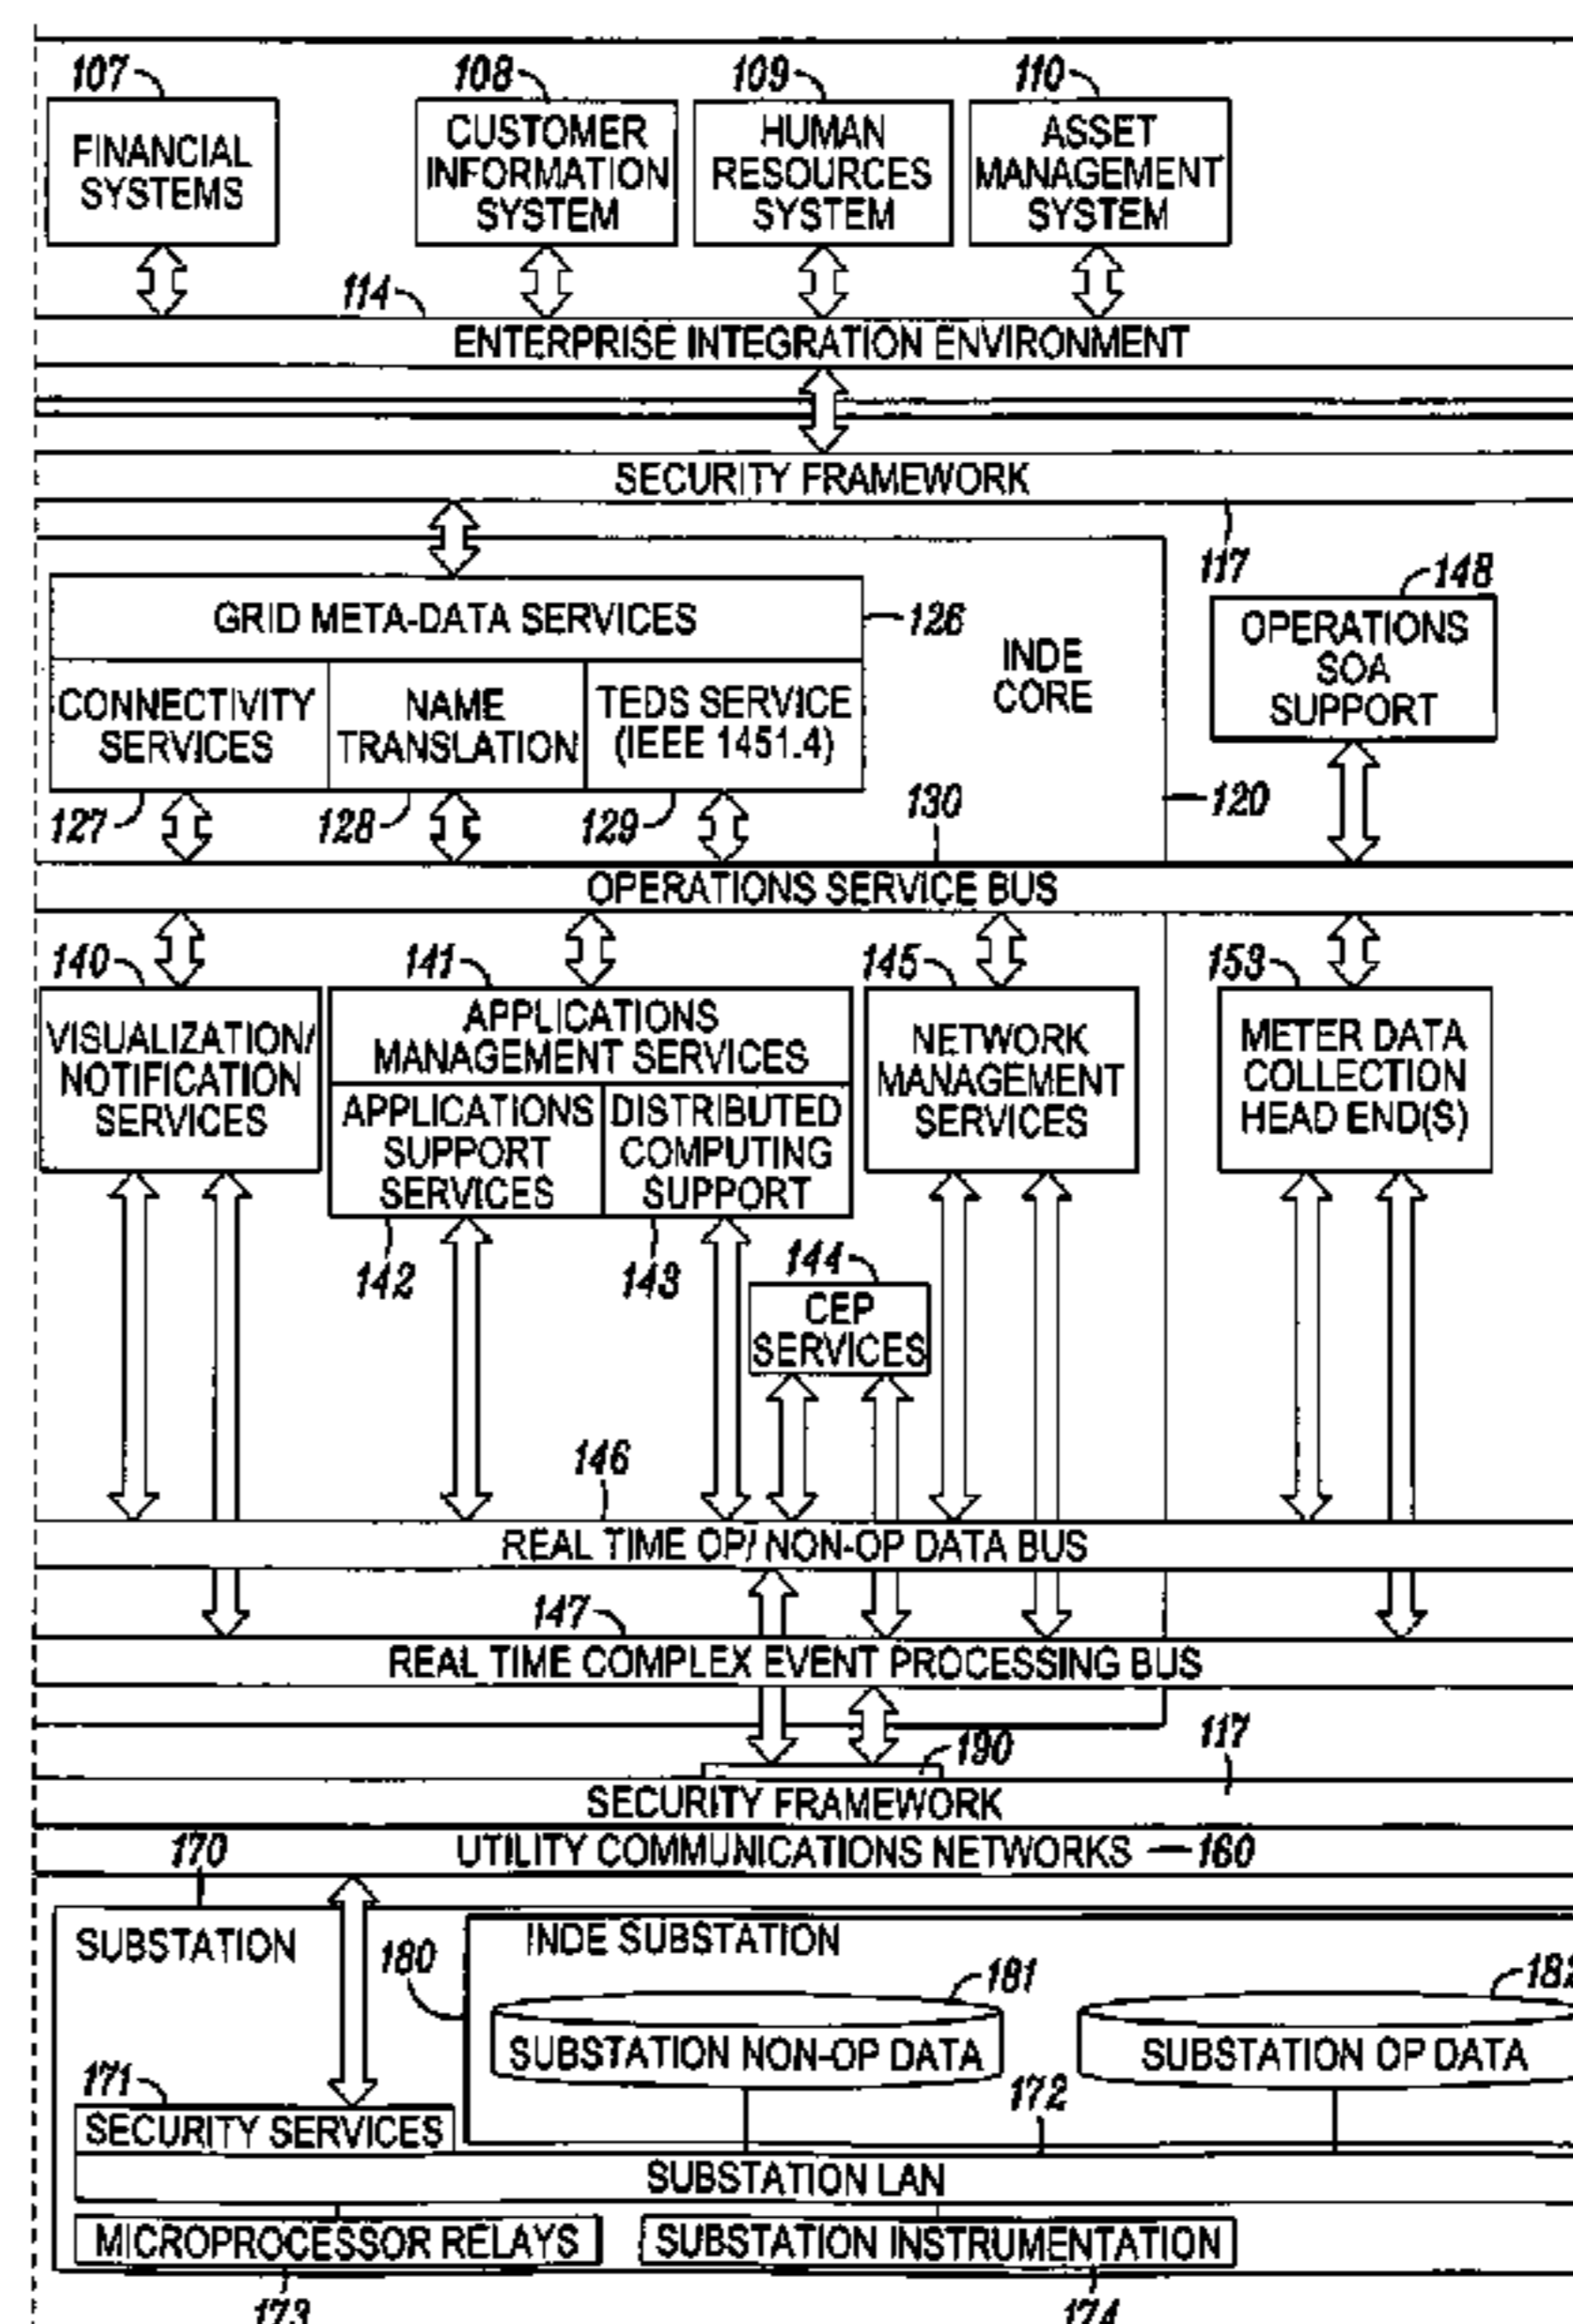 107
108
109
110
FINANCIAL
SYSTEMS
CUSTOMER
INFORMATION
SYSTEM
HUMAN
RESOURCES
SYSTEM
ASSET
MANAGEMENT
SYSTEM
114
ENTERPRISE INTEGRATION ENVIRONMENT
SECURITY FRAMEWORK
117
148
GRID META-DATA SERVICES
126
INDE
CORE
OPERATIONS
SOA
SUPPORT
CONNECTIVITY
SERVICES
NAME
TRANSLATION
TEDS SERVICE
(IEEE 1451.4)
127
128
129
130
120
OPERATIONS SERVICE BUS
140
141
145
153
VISUALIZATION/
NOTIFICATION
SERVICES
APPLICATIONS
MANAGEMENT SERVICES
APPLICATIONS
SUPPORT
SERVICES
DISTRIBUTED
COMPUTING
SUPPORT
NETWORK
MANAGEMENT
SERVICES
METER DATA
COLLECTION
HEAD END(S)
142
143
144
CEP
SERVICES
146
REAL TIME OP/ NON-OP DATA BUS
147
REAL TIME COMPLEX EVENT PROCESSING BUS
190
117
SECURITY FRAMEWORK
UTILITY COMMUNICATIONS NETWORKS
160
170
SUBSTATION
180
INDE SUBSTATION
181
182
SUBSTATION NON-OP DATA
SUBSTATION OP DATA
171
172
SECURITY SERVICES
SUBSTATION LAN
MICROPROCESSOR RELAYS
SUBSTATION INSTRUMENTATION
173
174